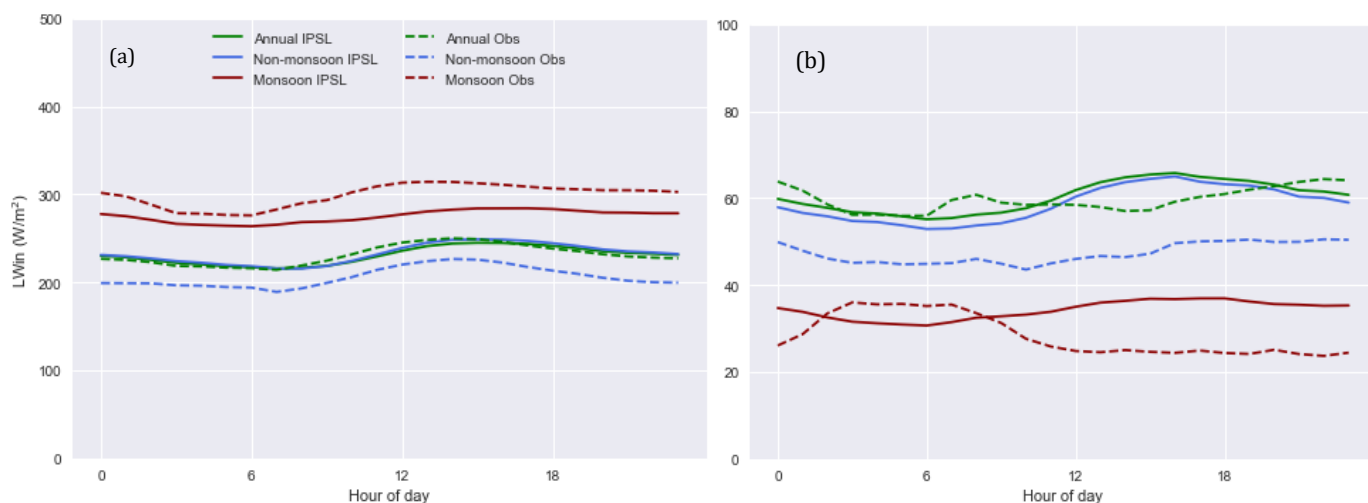 500
400
300
200
100
0
LWin (W/m²)
(a)
Annual IPSL
Non-monsoon IPSL
Monsoon IPSL
Annual Obs
Non-monsoon Obs
Monsoon Obs
0 6 12 18
Hour of day
100
80
60
40
20
0
(b)
0 6 12 18
Hour of day